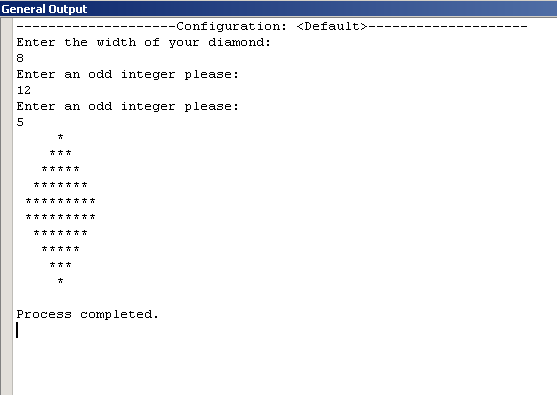 General Output
--------------------Configuration: <Default>--------------------
Enter the width of your diamond:
8
Enter an odd integer please:
12
Enter an odd integer please:
5
     *
    ***
   *****
  *******
 *********
 *********
  *******
   *****
    ***
     *
Process completed.